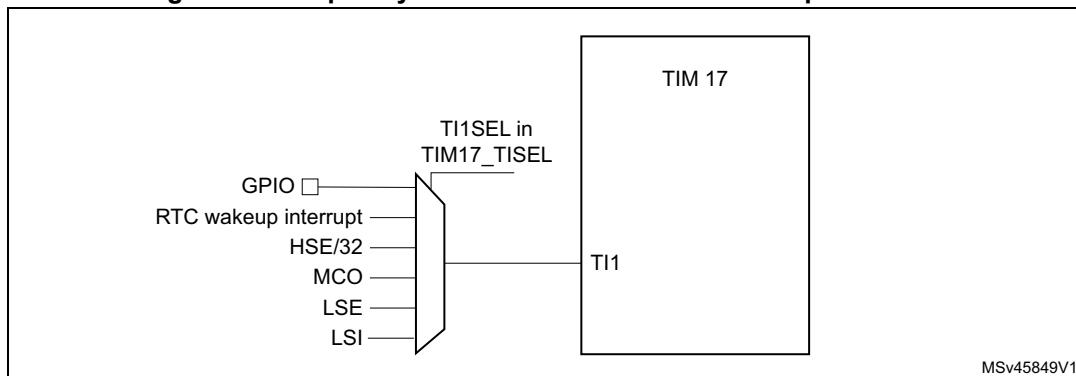 TIM 17
TI1SEL in
TIM17_TISEL
GPIO
RTC wakeup interrupt
HSE/32
MCO
LSE
LSI
TI1
MSv45849V1